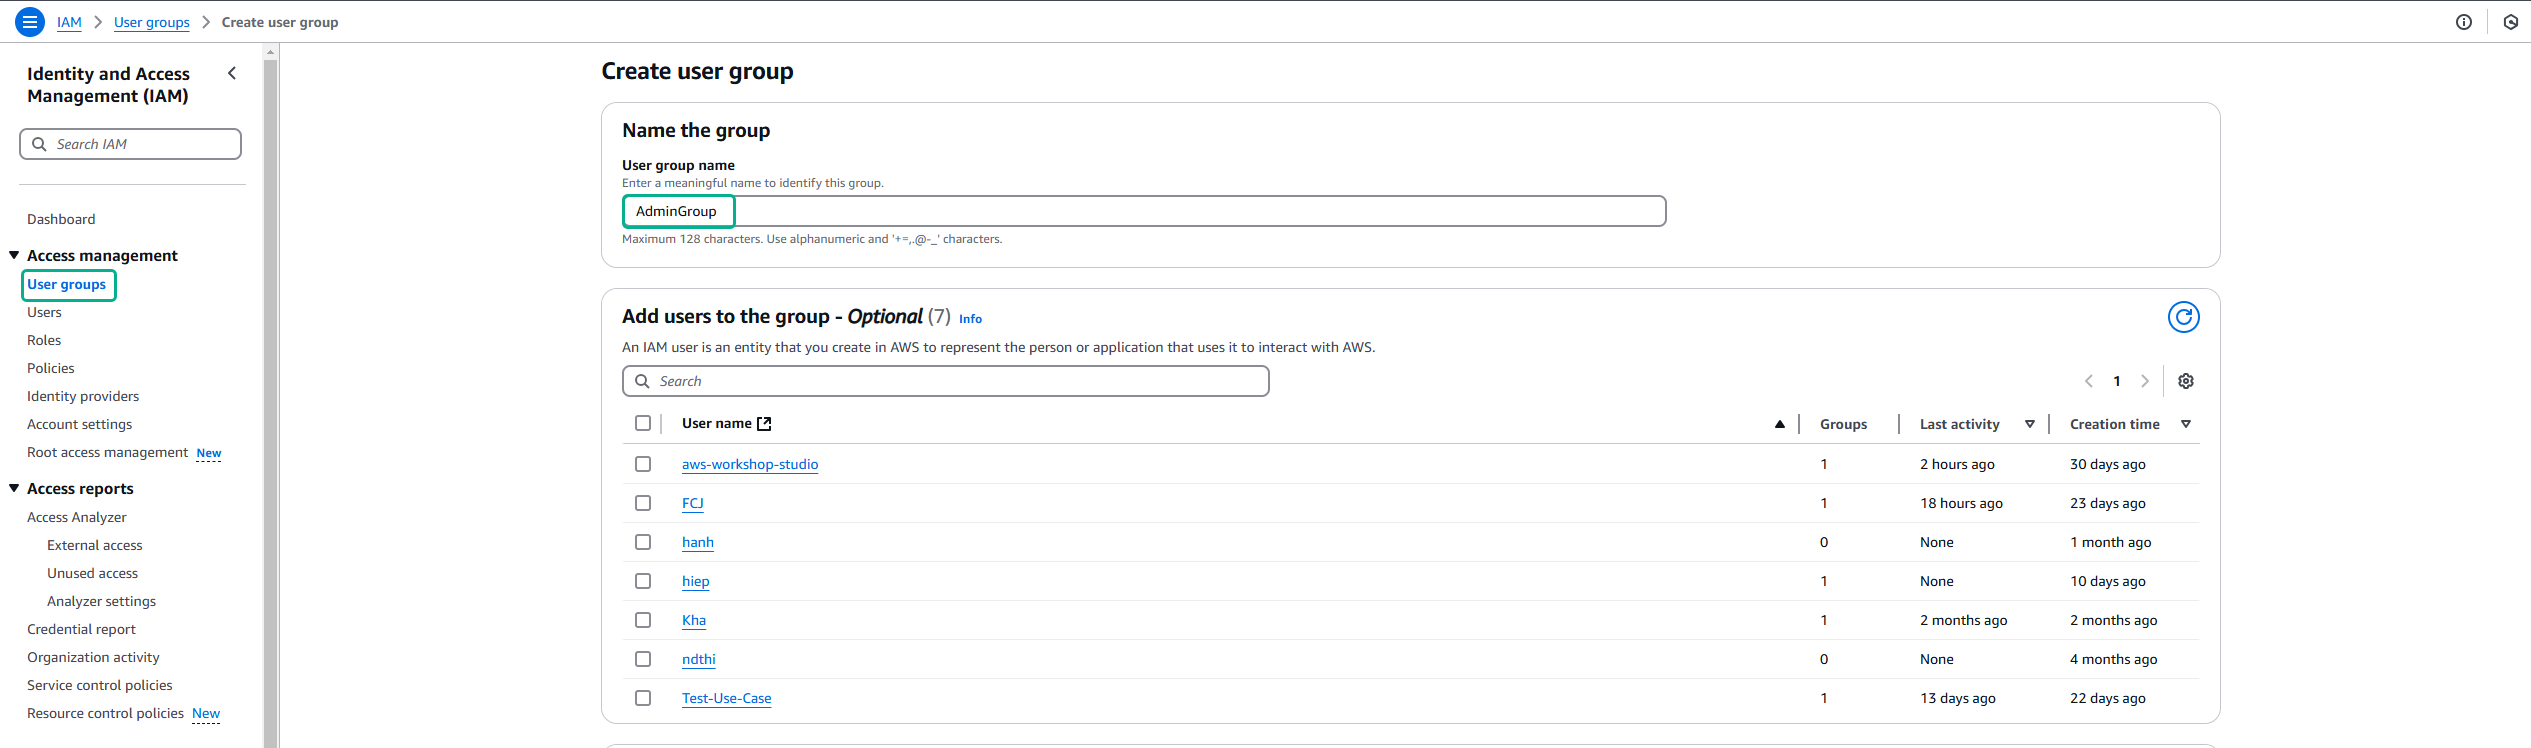 IAM > User groups > Create user group
Identity and Access
Management (IAM)
Search IAM
Dashboard
Access management
User groups
Users
Roles
Policies
Identity providers
Account settings
Root access management New
Access reports
Access Analyzer
External access
Unused access
Analyzer settings
Credential report
Organization activity
Service control policies
Resource control policies New
Create user group
Name the group
User group name
Enter a meaningful name to identify this group.
AdminGroup
Maximum 128 characters. Use alphanumeric and '+=,.@-_' characters.
Add users to the group - Optional (7) Info
An IAM user is an entity that you create in AWS to represent the person or application that uses it to interact with AWS.
Search
1
User name Groups Last activity Creation time
aws-workshop-studio 1 2 hours ago 30 days ago
FCJ 1 18 hours ago 23 days ago
hanh 0 None 1 month ago
hiep 1 None 10 days ago
Kha 1 2 months ago 2 months ago
ndthi 0 None 4 months ago
Test-Use-Case 1 13 days ago 22 days ago